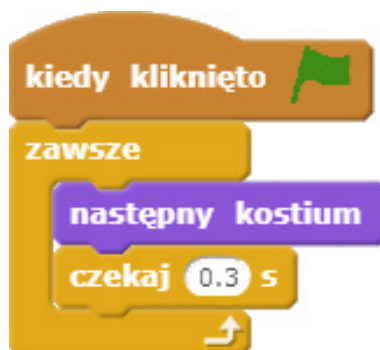 kiedy kliknięto
zawsze
następny kostium
czekaj 0.3 s